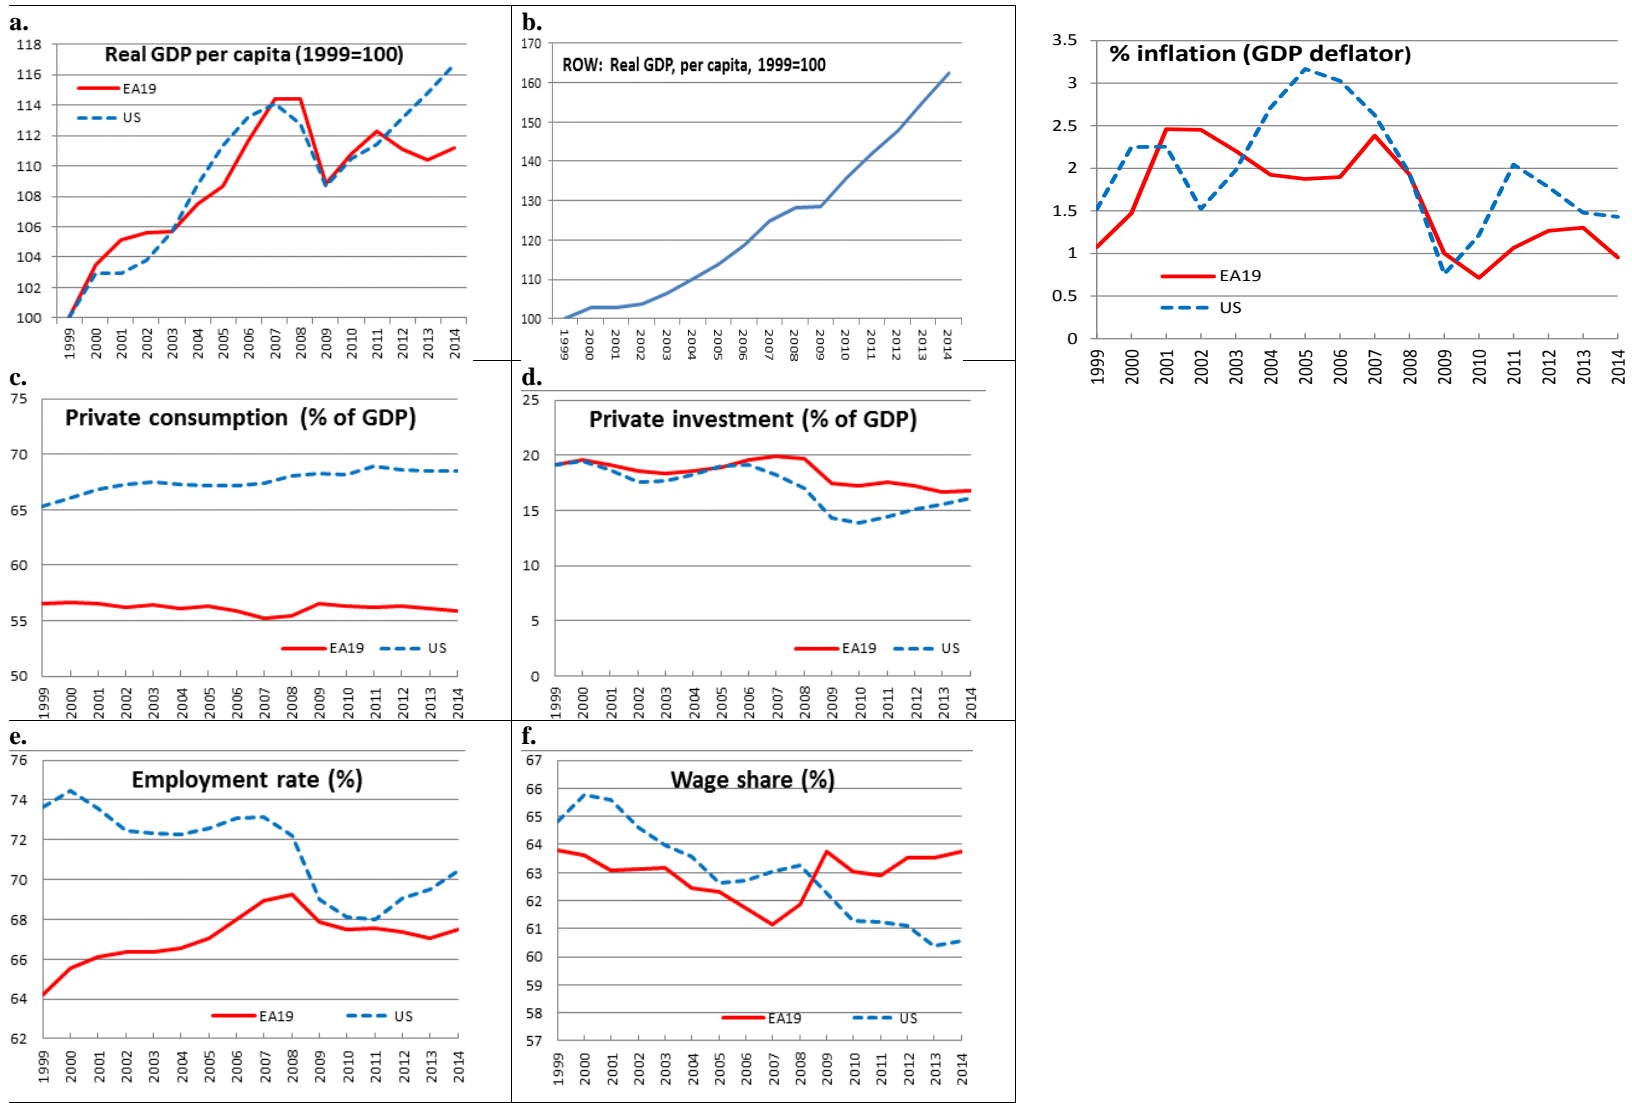 a.
Real GDP per capita (1999=100)
118
116
114
112
110
108
106
104
102
100
EA19
US
1999 2000 2001 2002 2003 2004 2005 2006 2007 2008 2009 2010 2011 2012 2013 2014
b.
ROW: Real GDP, per capita, 1999=100
170
160
150
140
130
120
110
100
1999 2000 2001 2002 2003 2004 2005 2006 2007 2008 2009 2010 2011 2012 2013 2014
% inflation (GDP deflator)
3.5
3
2.5
2
1.5
1
0.5
0
EA19
US
1999 2000 2001 2002 2003 2004 2005 2006 2007 2008 2009 2010 2011 2012 2013 2014
c.
Private consumption (% of GDP)
75
70
65
60
55
50
EA19 US
1999 2000 2001 2002 2003 2004 2005 2006 2007 2008 2009 2010 2011 2012 2013 2014
d.
Private investment (% of GDP)
25
20
15
10
5
0
EA19 US
1999 2000 2001 2002 2003 2004 2005 2006 2007 2008 2009 2010 2011 2012 2013 2014
e.
Employment rate (%)
76
74
72
70
68
66
64
62
EA19 US
1999 2000 2001 2002 2003 2004 2005 2006 2007 2008 2009 2010 2011 2012 2013 2014
f.
Wage share (%)
67
66
65
64
63
62
61
60
59
58
57
EA19 US
1999 2000 2001 2002 2003 2004 2005 2006 2007 2008 2009 2010 2011 2012 2013 2014